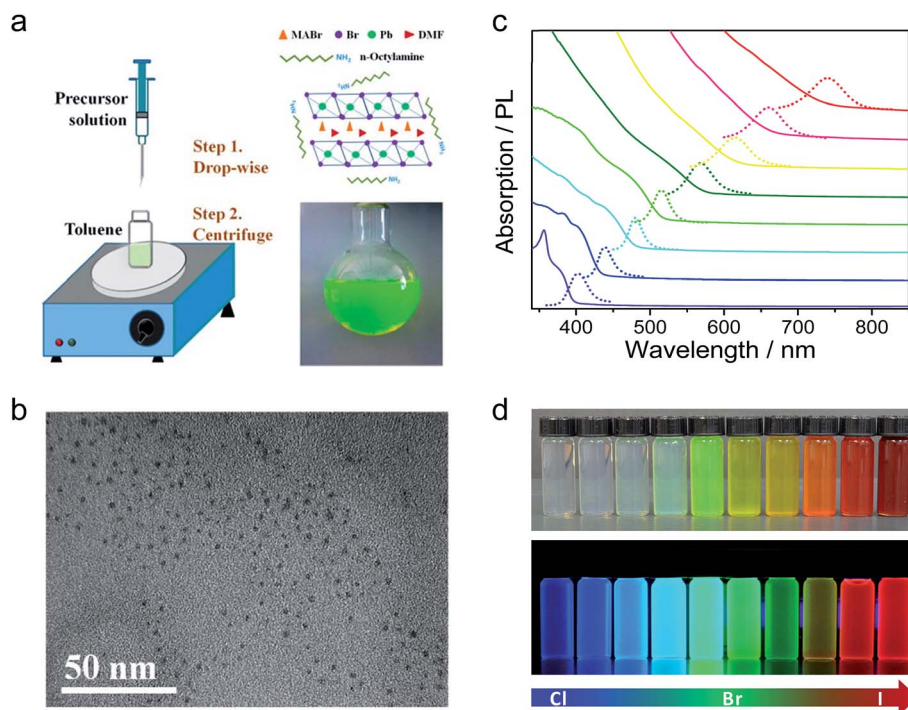 a
Precursor
solution
Step 1.
Drop-wise
Toluene
Step 2.
Centrifuge
MABr Br Pb DMF
NH2 n-Octylamine
NH2
NH2
NH2
NH2
b
50 nm
c
Absorption / PL
400 500 600 700 800
Wavelength / nm
d
Cl Br I